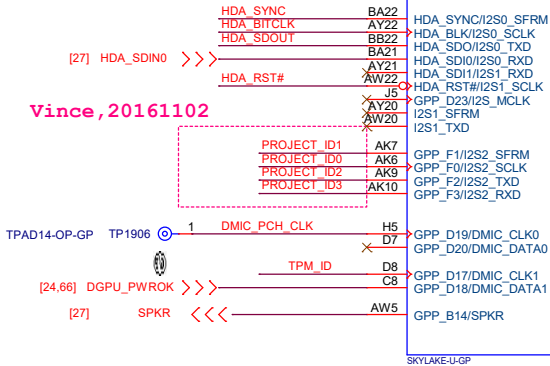 HDA_SYNC BA22 HDA_SYNC/I2S0_SFRM
HDA_BITCLK AY22 HDA_BLK/I2S0_SCLK
HDA_SDOUT BB22 HDA_SDO/I2S0_TXD
[27] HDA_SDIN0 BA21 HDA_SDI0/I2S0_RXD
AY21 HDA_SDI1/I2S1_RXD
HDA_RST# AW22 HDA_RST#/I2S1_SCLK
J5 GPP_D23/I2S_MCLK
AY20 I2S1_SFRM
AW20 I2S1_TXD
Vince,20161102
PROJECT_ID1 AK7 GPP_F1/I2S2_SFRM
PROJECT_ID0 AK6 GPP_F0/I2S2_SCLK
PROJECT_ID2 AK9 GPP_F2/I2S2_TXD
PROJECT_ID3 AK10 GPP_F3/I2S2_RXD
TPAD14-OP-GP TP1906 1 DMIC_PCH_CLK H5 GPP_D19/DMIC_CLK0
D7 GPP_D20/DMIC_DATA0
TPM_ID D8 GPP_D17/DMIC_CLK1
[24,66] DGPU_PWROK C8 GPP_D18/DMIC_DATA1
[27] SPKR AW5 GPP_B14/SPKR
SKYLAKE-U-GP